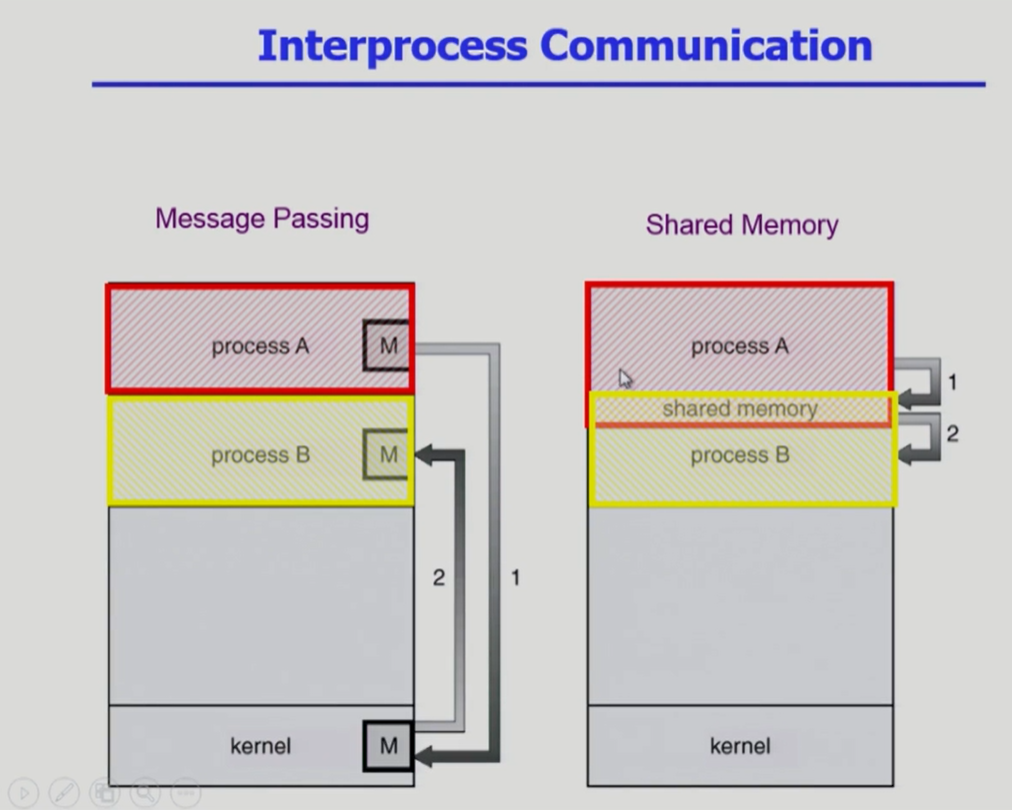 Interprocess Communication
Message Passing
process A
M
process B
M
2
1
kernel
M
Shared Memory
process A
1
shared memory
2
process B
kernel